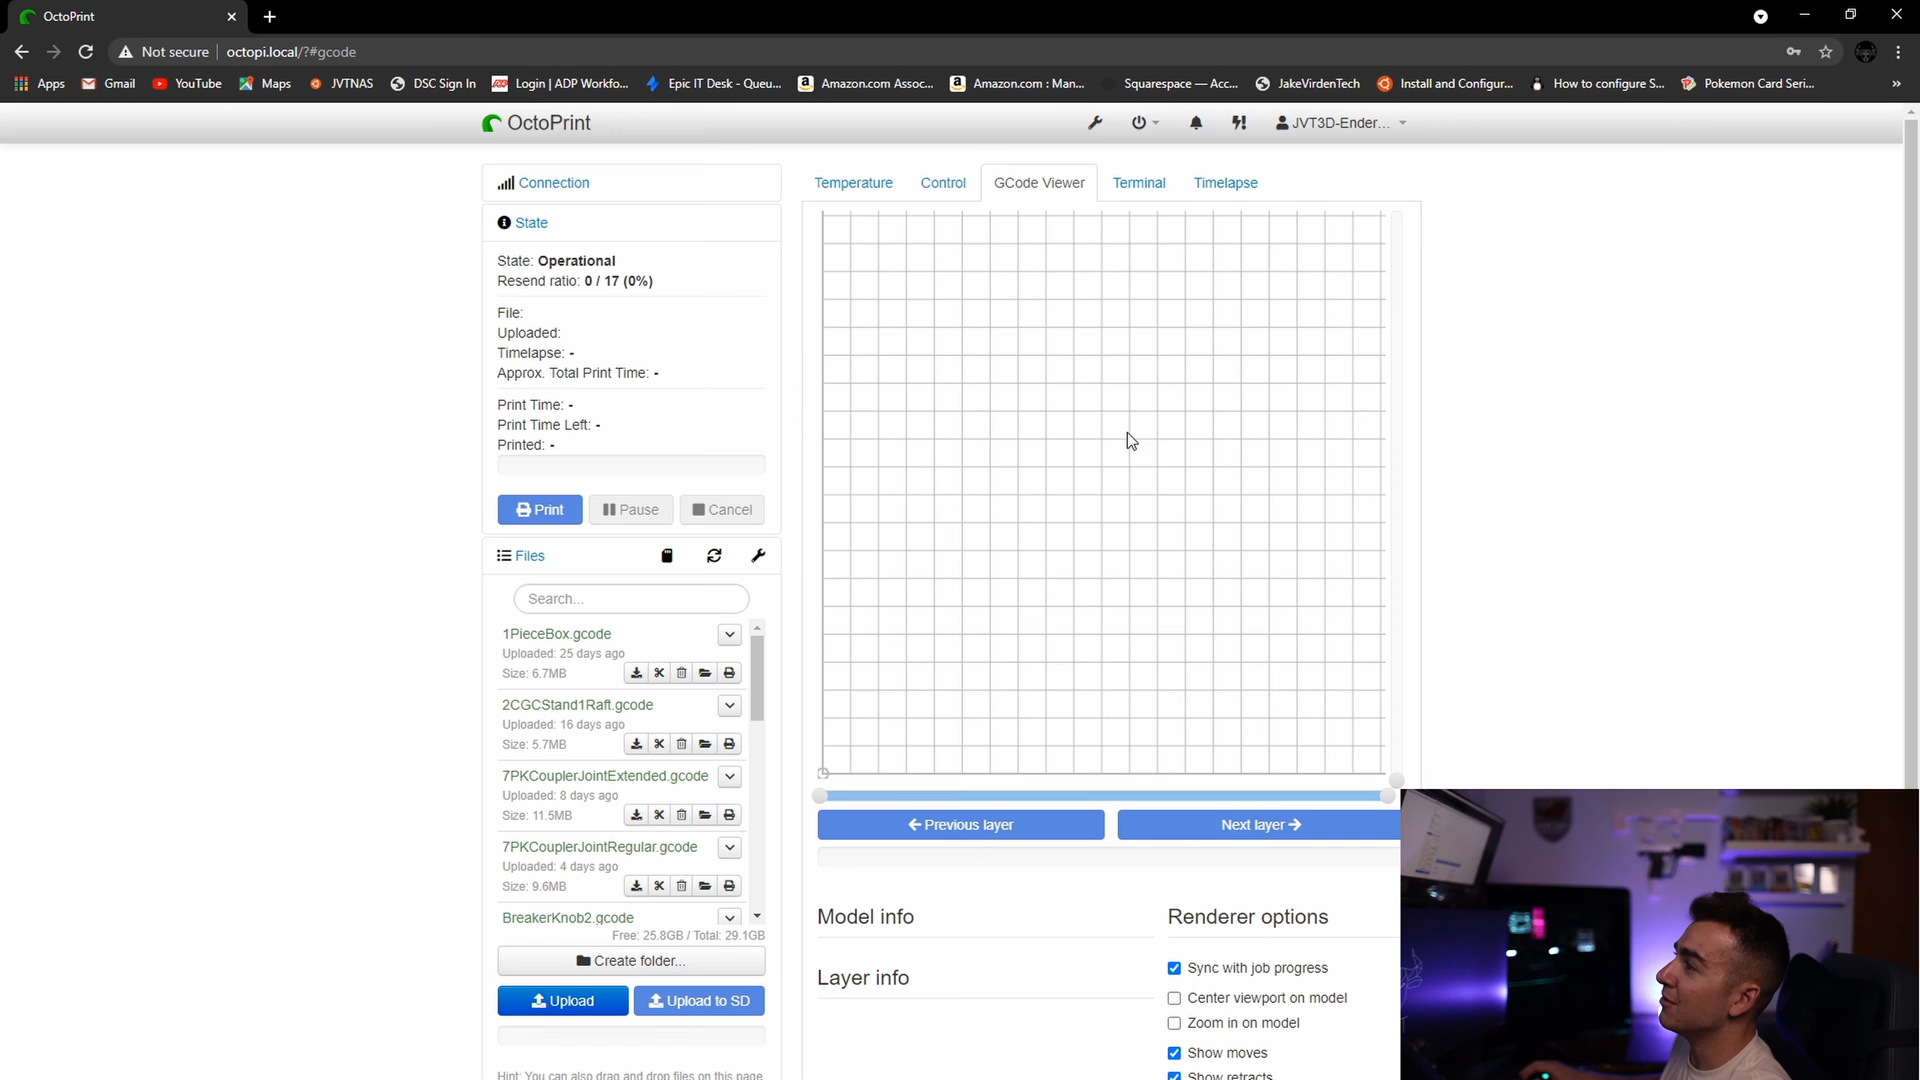 OctoPrint
Not secure octopi.local/?#gcode
Apps Gmail YouTube Maps JVTNAS DSC Sign In Login | ADP Workfo... Epic IT Desk - Queu... Amazon.com Assoc... Amazon.com : Man... Squarespace — Acc... JakeVirdenTech Install and Configur... How to configure S... Pokemon Card Seri... »
OctoPrint JVT3D-Ender...
Connection
State
State: Operational
Resend ratio: 0 / 17 (0%)
File:
Uploaded:
Timelapse: -
Approx. Total Print Time: -
Print Time: -
Print Time Left: -
Printed: -
Print Pause Cancel
Files
Search...
1PieceBox.gcode
Uploaded: 25 days ago
Size: 6.7MB
2CGCStand1Raft.gcode
Uploaded: 16 days ago
Size: 5.7MB
7PKCouplerJointExtended.gcode
Uploaded: 8 days ago
Size: 11.5MB
7PKCouplerJointRegular.gcode
Uploaded: 4 days ago
Size: 9.6MB
BreakerKnob2.gcode
Free: 25.8GB / Total: 29.1GB
Create folder...
Upload Upload to SD
Hint: You can also drag and drop files on this page
Temperature Control GCode Viewer Terminal Timelapse
Previous layer Next layer
Model info
Layer info
Renderer options
Sync with job progress
Center viewport on model
Zoom in on model
Show moves
Show retracts